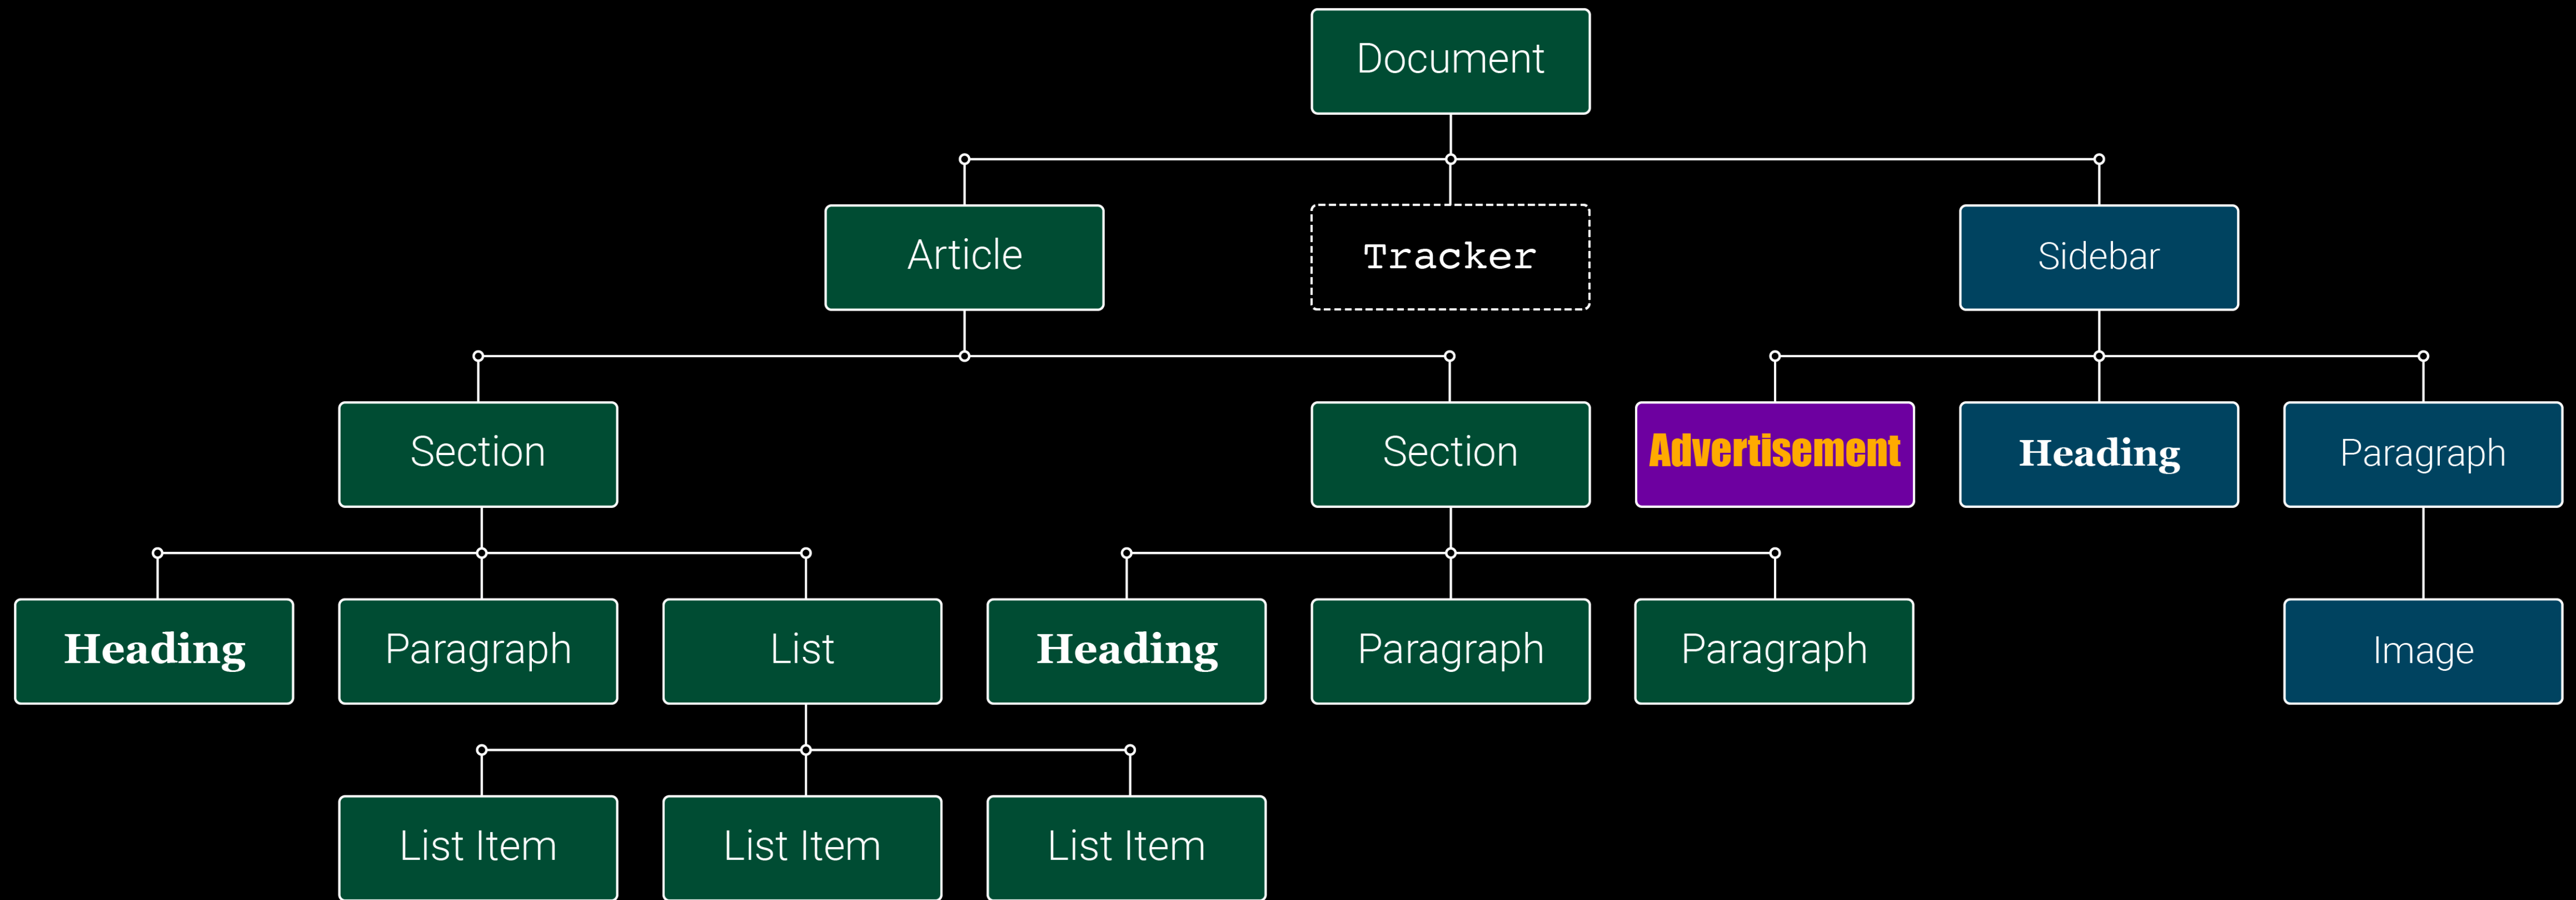 Document
Article
Tracker
Sidebar
Section
Section
Advertisement
Heading
Paragraph
Heading
Paragraph
List
Heading
Paragraph
Paragraph
Image
List Item
List Item
List Item